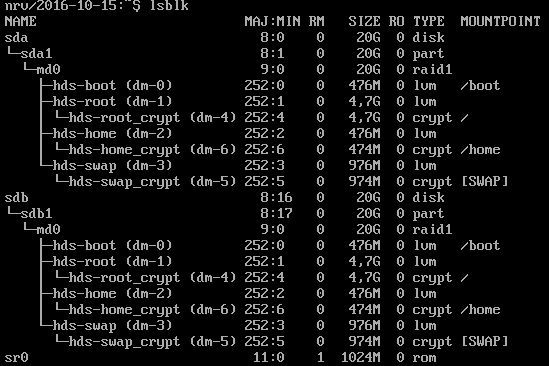 nrv/2016-10-15:~$ lsblk
NAME                          MAJ:MIN RM   SIZE RO TYPE  MOUNTPOINT
sda                             8:0    0    20G  0 disk
└─sda1                          8:1    0    20G  0 part
  └─md0                         9:0    0    20G  0 raid1
    ├─hds-boot (dm-0)         252:0    0   476M  0 lvm   /boot
    ├─hds-root (dm-1)         252:1    0   4,7G  0 lvm
    │ └─hds-root_crypt (dm-4) 252:4    0   4,7G  0 crypt /
    ├─hds-home (dm-2)         252:2    0   476M  0 lvm
    │ └─hds-home_crypt (dm-6) 252:6    0   474M  0 crypt /home
    └─hds-swap (dm-3)         252:3    0   976M  0 lvm
      └─hds-swap_crypt (dm-5) 252:5    0   974M  0 crypt [SWAP]
sdb                             8:16   0    20G  0 disk
└─sdb1                          8:17   0    20G  0 part
  └─md0                         9:0    0    20G  0 raid1
    ├─hds-boot (dm-0)         252:0    0   476M  0 lvm   /boot
    ├─hds-root (dm-1)         252:1    0   4,7G  0 lvm
    │ └─hds-root_crypt (dm-4) 252:4    0   4,7G  0 crypt /
    ├─hds-home (dm-2)         252:2    0   476M  0 lvm
    │ └─hds-home_crypt (dm-6) 252:6    0   474M  0 crypt /home
    └─hds-swap (dm-3)         252:3    0   976M  0 lvm
      └─hds-swap_crypt (dm-5) 252:5    0   974M  0 crypt [SWAP]
sr0                            11:0    1  1024M  0 rom